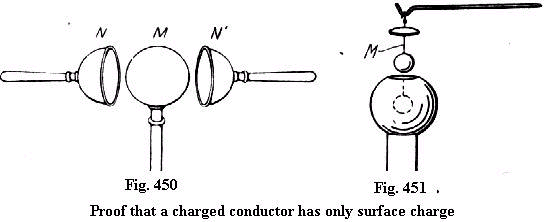 N M N'
M
Fig. 450 Fig. 451 .
Proof that a charged conductor has only surface charge